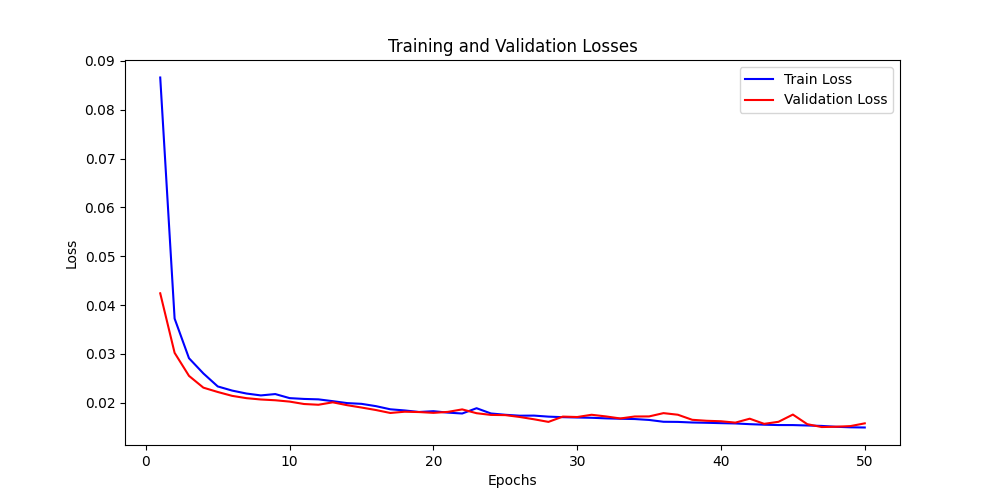 Training and Validation Losses
Train Loss
Validation Loss
0.09
0.08
0.07
0.06
0.05
0.04
0.03
0.02
Loss
0 10 20 30 40 50
Epochs